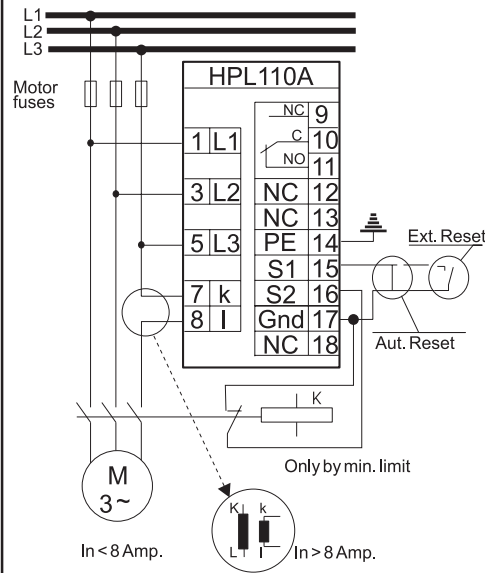 L1
L2
L3
Motor
fuses
HPL110A
NC 9
C 10
NO 11
1 L1
3 L2 NC 12
NC 13
5 L3 PE 14
S1 15
7 k S2 16
8 l Gnd 17
NC 18
Ext. Reset
Aut. Reset
K
Only by min. limit
M
3~
In < 8 Amp.
K k
L l
In > 8 Amp.